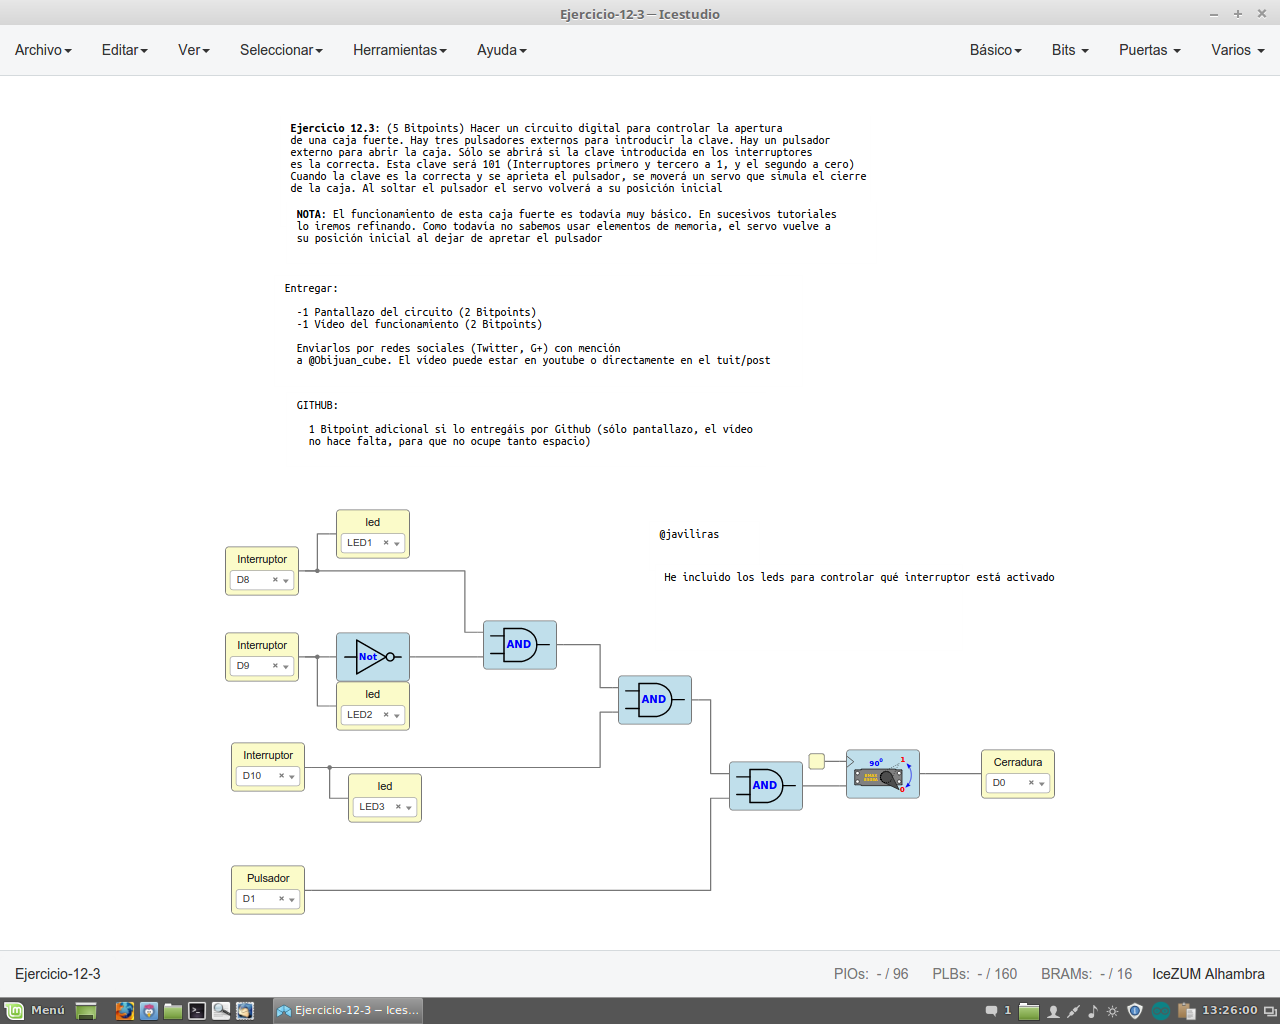 Ejercicio-12-3 — Icestudio
Archivo Editar Ver Seleccionar Herramientas Ayuda Básico Bits Puertas Varios
Ejercicio 12.3: (5 Bitpoints) Hacer un circuito digital para controlar la apertura
de una caja fuerte. Hay tres pulsadores externos para introducir la clave. Hay un pulsador
externo para abrir la caja. Sólo se abrirá si la clave introducida en los interruptores
es la correcta. Esta clave será 101 (Interruptores primero y tercero a 1, y el segundo a cero)
Cuando la clave es la correcta y se aprieta el pulsador, se moverá un servo que simula el cierre
de la caja. Al soltar el pulsador el servo volverá a su posición inicial
NOTA: El funcionamiento de esta caja fuerte es todavía muy básico. En sucesivos tutoriales
lo iremos refinando. Como todavía no sabemos usar elementos de memoria, el servo vuelve a
su posición inicial al dejar de apretar el pulsador
Entregar:
-1 Pantallazo del circuito (2 Bitpoints)
-1 Vídeo del funcionamiento (2 Bitpoints)
Enviarlos por redes sociales (Twitter, G+) con mención
a @Obijuan_cube. El vídeo puede estar en youtube o directamente en el tuit/post
GITHUB:
1 Bitpoint adicional si lo entregáis por Github (sólo pantallazo, el vídeo
no hace falta, para que no ocupe tanto espacio)
led
LED1
@javiliras
Interruptor
D8
He incluido los leds para controlar qué interruptor está activado
Interruptor
D9
Not
AND
led
LED2
AND
Interruptor
D10
led
LED3
AND
90º
1
0
Cerradura
D0
Pulsador
D1
Ejercicio-12-3 PIOs: - / 96 PLBs: - / 160 BRAMs: - / 16 IceZUM Alhambra
Menú Ejercicio-12-3 — Ices... 1 13:26:00